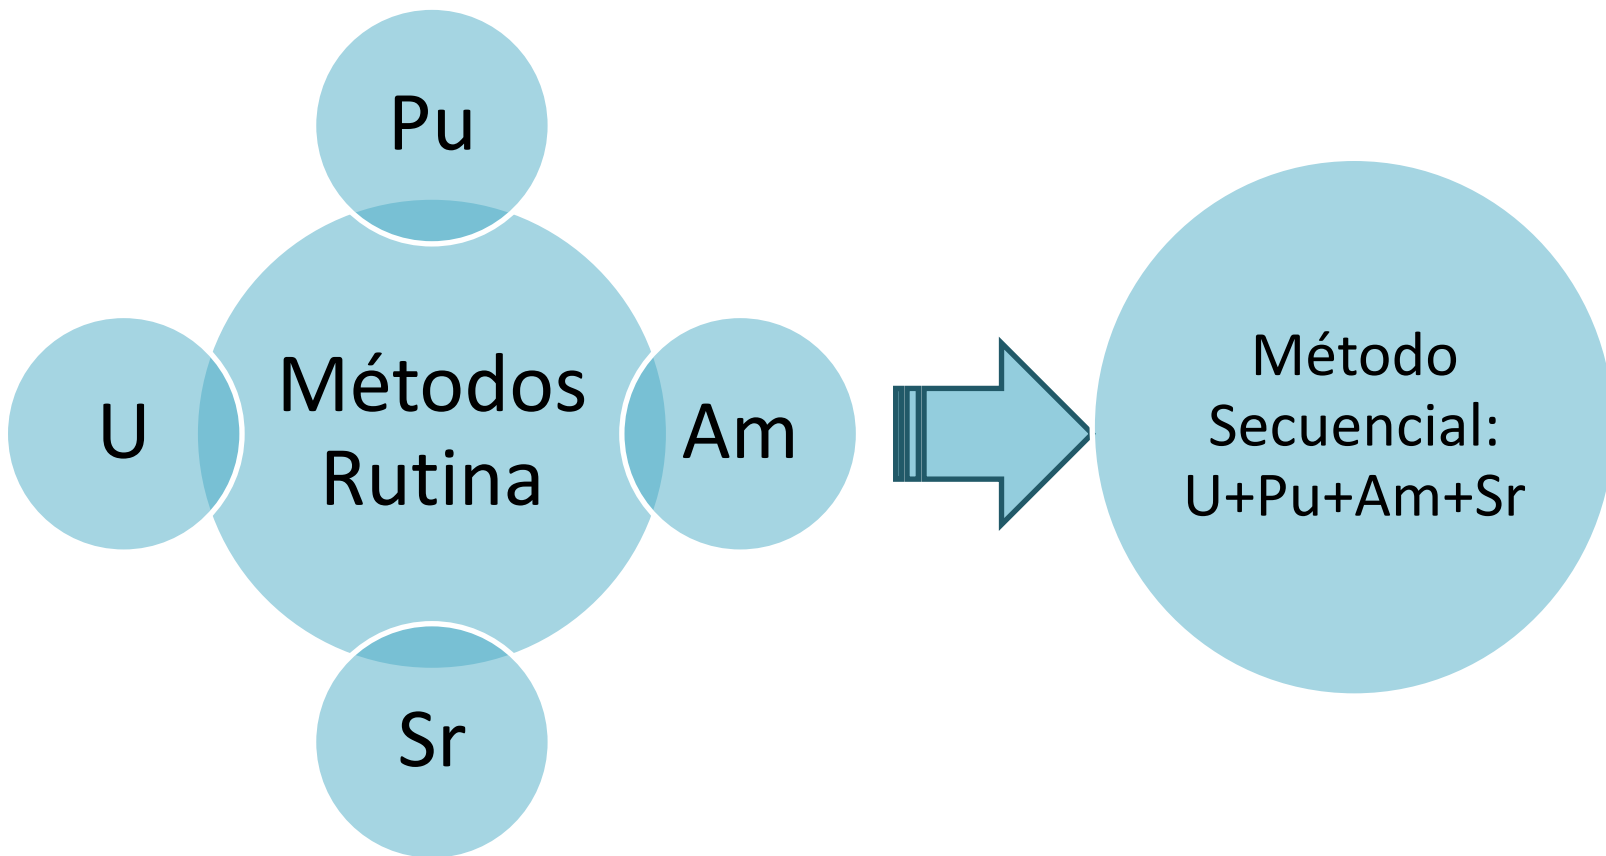 Pu
U
Métodos
Rutina
Am
Sr
Método
Secuencial:
U+Pu+Am+Sr